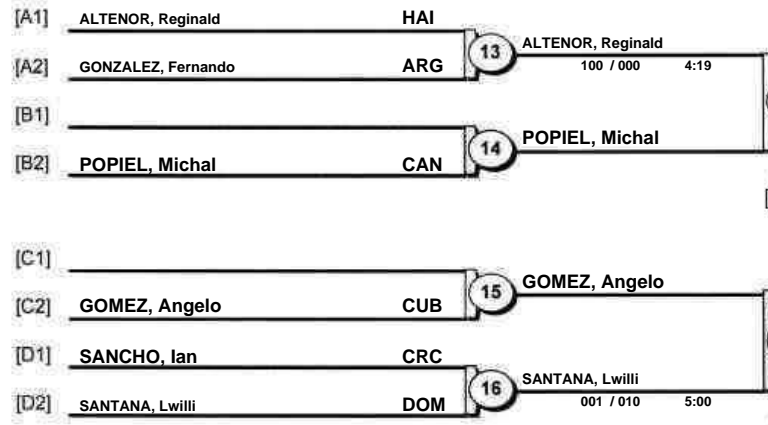 [A1] ALTENOR, Reginald HAI
13 ALTENOR, Reginald
[A2] GONZALEZ, Fernando ARG
100 / 000 4:19
[B1]
14 POPIEL, Michal
[B2] POPIEL, Michal CAN
[C1]
15 GOMEZ, Angelo
[C2] GOMEZ, Angelo CUB
[D1] SANCHO, Ian CRC
16 SANTANA, Lwilli
[D2] SANTANA, Lwilli DOM
001 / 010 5:00